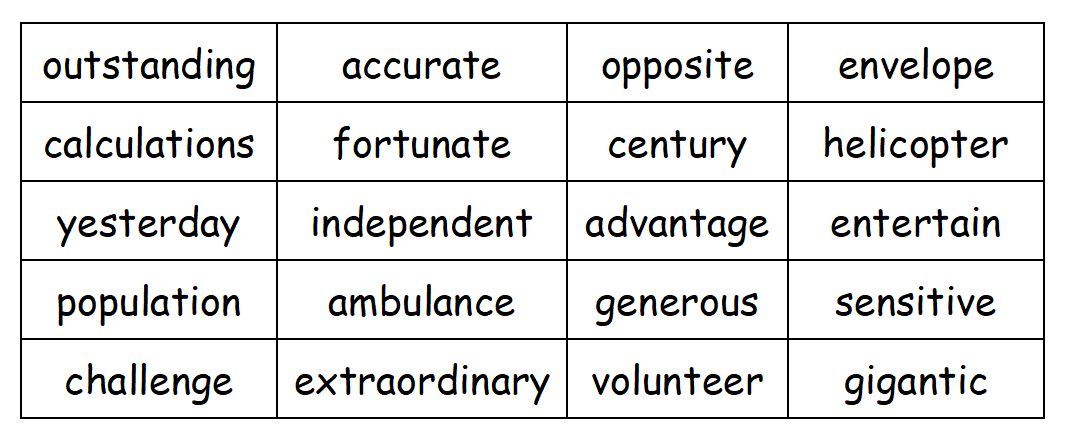 outstanding accurate opposite envelope
calculations fortunate century helicopter
yesterday independent advantage entertain
population ambulance generous sensitive
challenge extraordinary volunteer gigantic